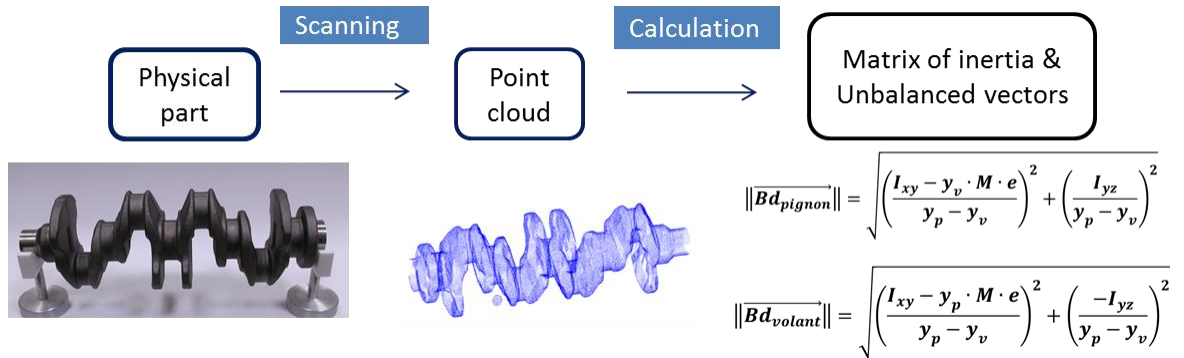 Scanning
Calculation
Physical
part
Point
cloud
Matrix of inertia &
Unbalanced vectors
‖Bd_pignon‖ = √((I_xy − y_v · M · e)/(y_p − y_v))² + (I_yz/(y_p − y_v))²
‖Bd_volant‖ = √((I_xy − y_p · M · e)/(y_p − y_v))² + (−I_yz/(y_p − y_v))²